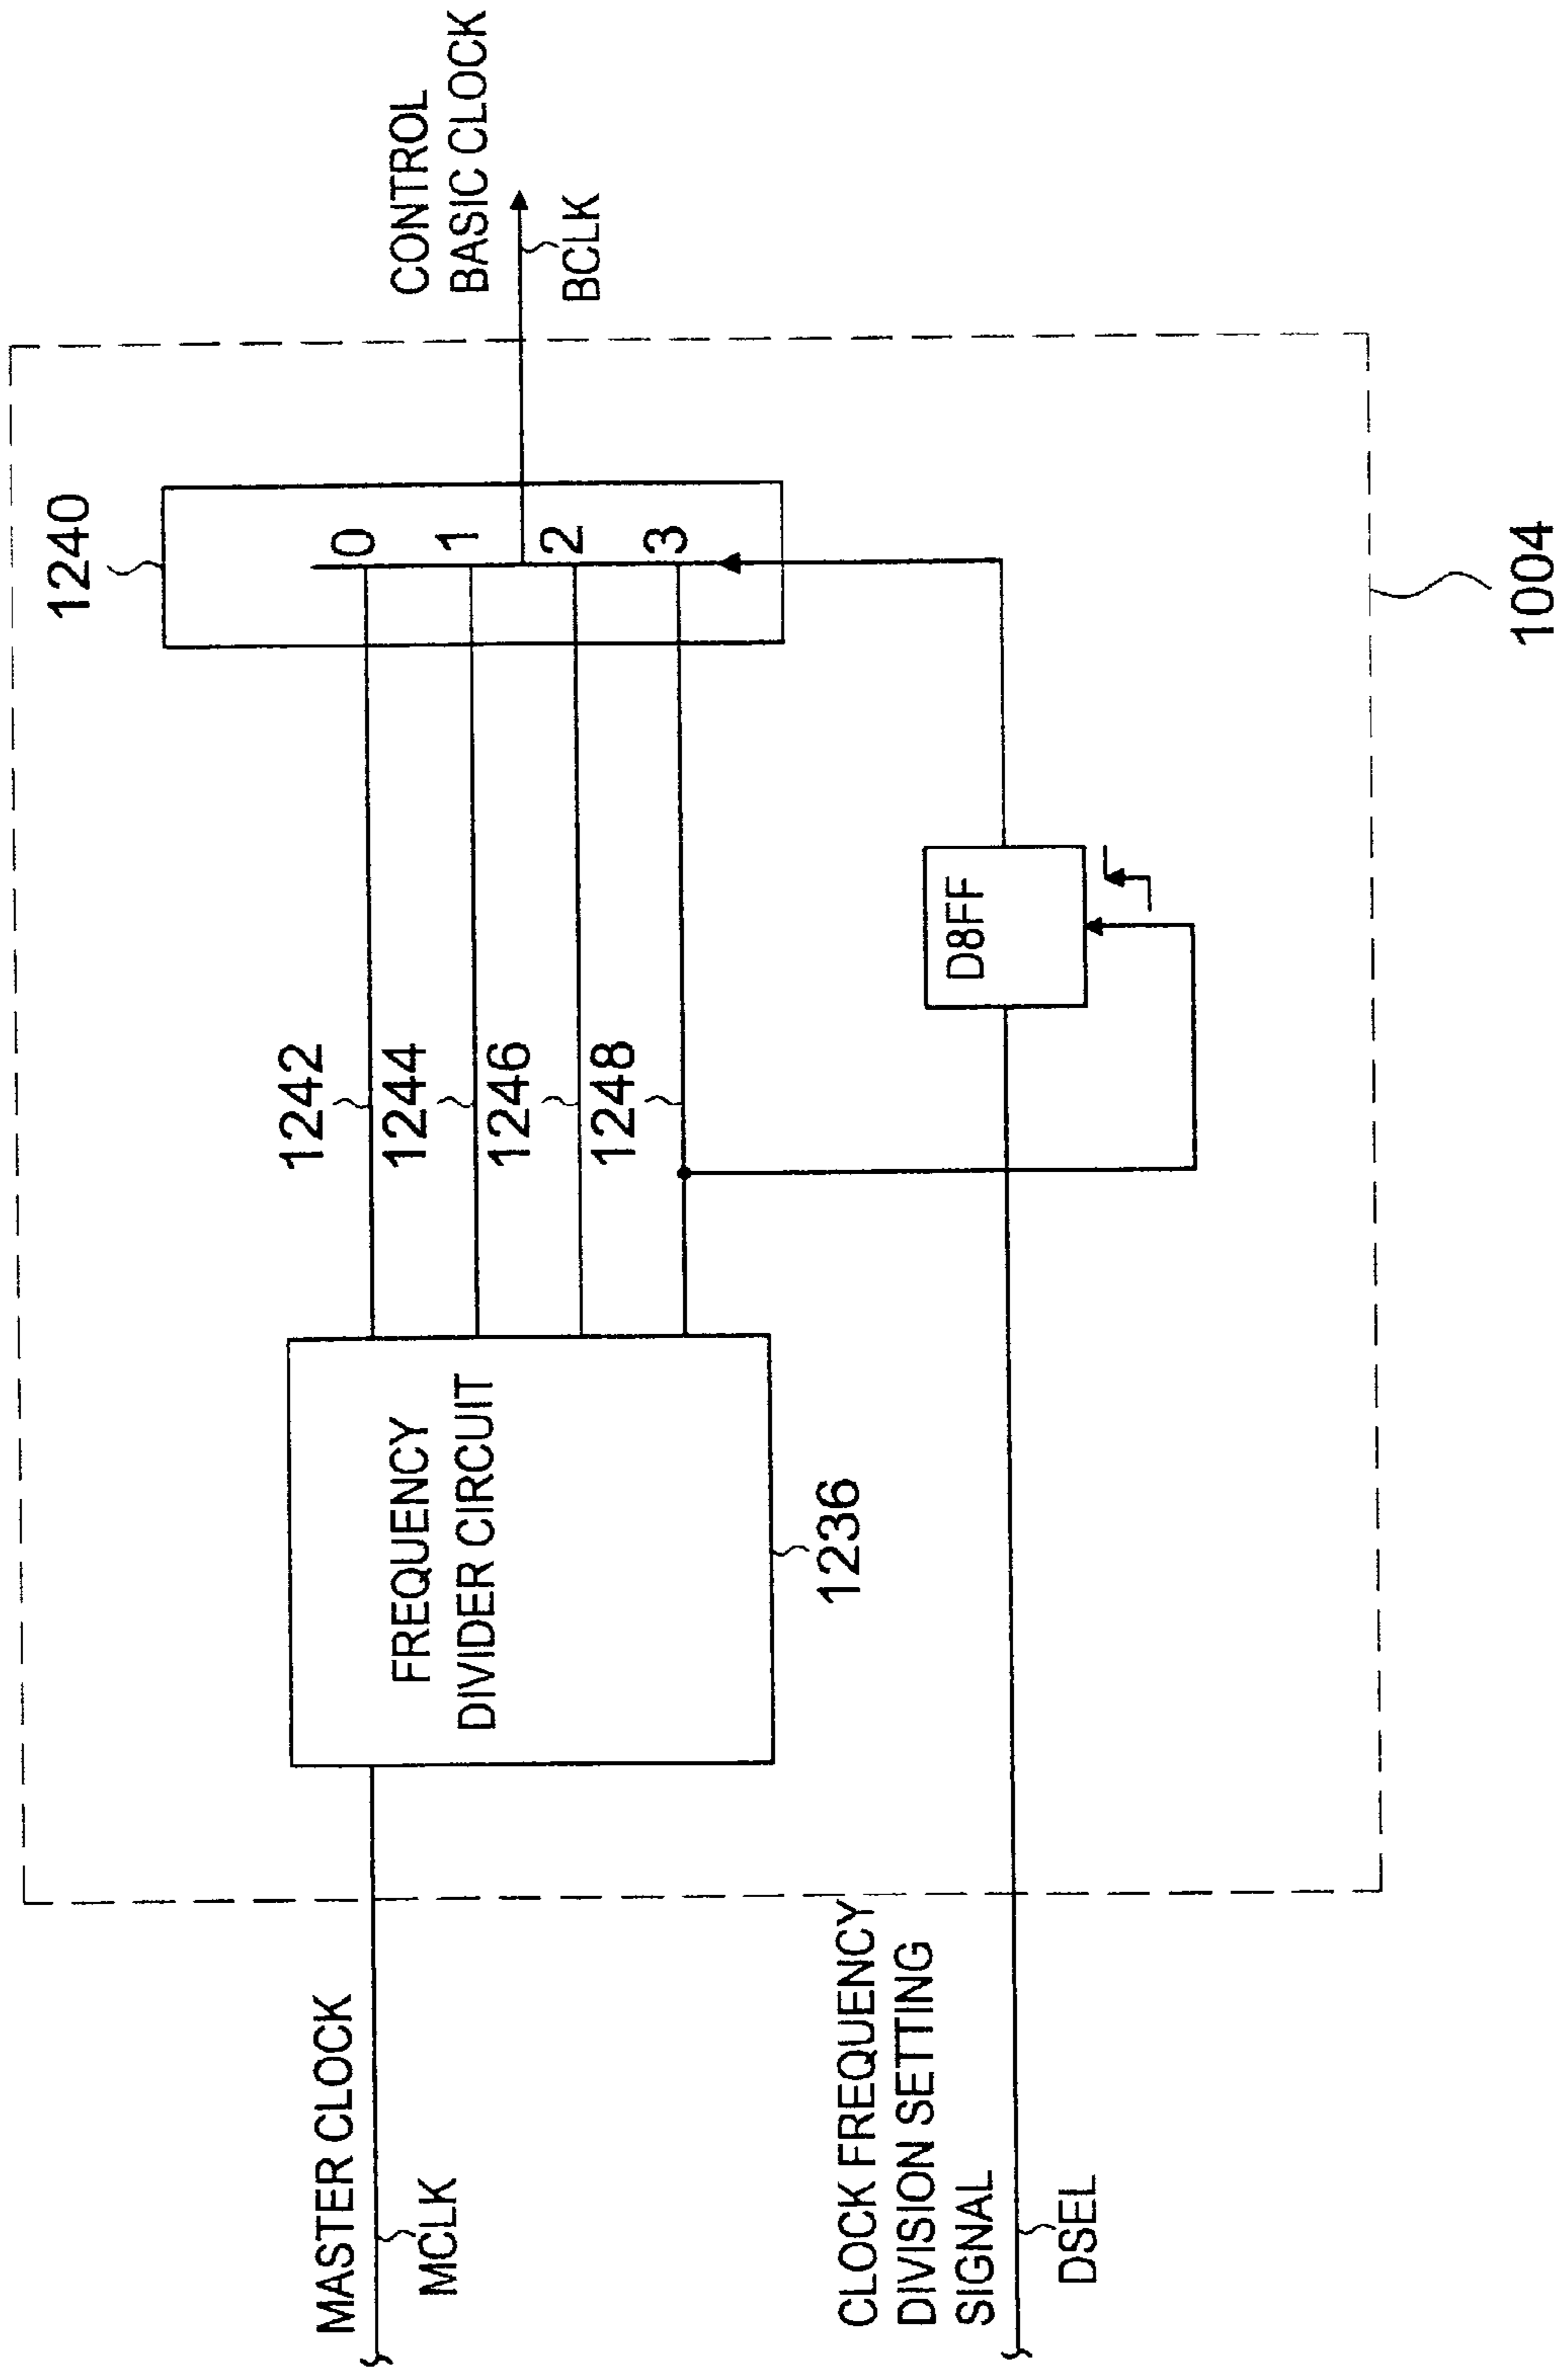 1240
CONTROL
BASIC CLOCK
BCLK
0
1
2
3
1242
1244
1246
1248
FREQUENCY
DIVIDER CIRCUIT
1236
D8FF
MASTER CLOCK
MCLK
CLOCK FREQUENCY
DIVISION SETTING
SIGNAL
DSEL
1004